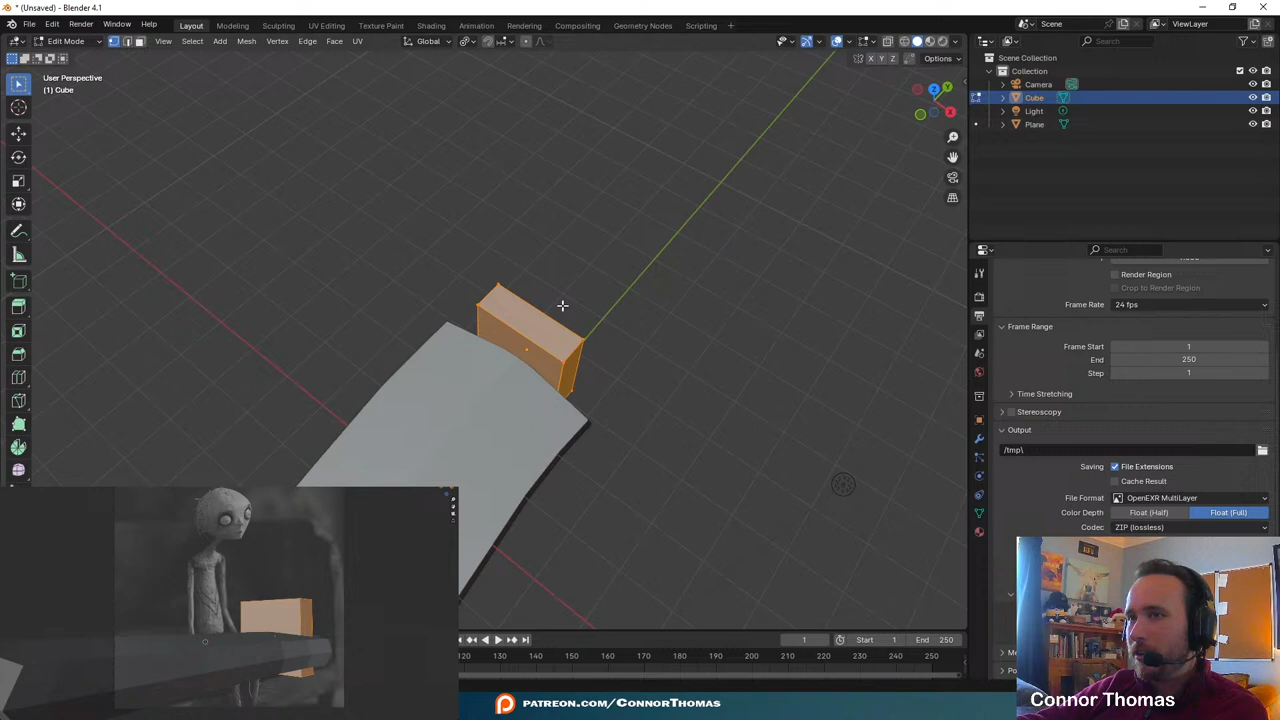 * (Unsaved) - Blender 4.1
File Edit Render Window Help
Layout Modeling Sculpting UV Editing Texture Paint Shading Animation Rendering Compositing Geometry Nodes Scripting +
Scene
ViewLayer
Edit Mode
View Select Add Mesh Vertex Edge Face UV
Global
X Y Z
Options
User Perspective
(1) Cube
Z
Y
X
Search
Scene Collection
Collection
Camera
Cube
Light
Plane
Search
Render Region
Crop to Render Region
Frame Rate 24 fps
Frame Range
Frame Start 1
End 250
Step 1
Time Stretching
Stereoscopy
Output
/tmp\
Saving File Extensions
Cache Result
File Format OpenEXR MultiLayer
Color Depth Float (Half) Float (Full)
Codec ZIP (lossless)
1 Start 1 End 250
120 130 140 150 160 170 180 190 200 210 220 230 240 250
PATREON.COM/CONNORTHOMAS
Connor Thomas